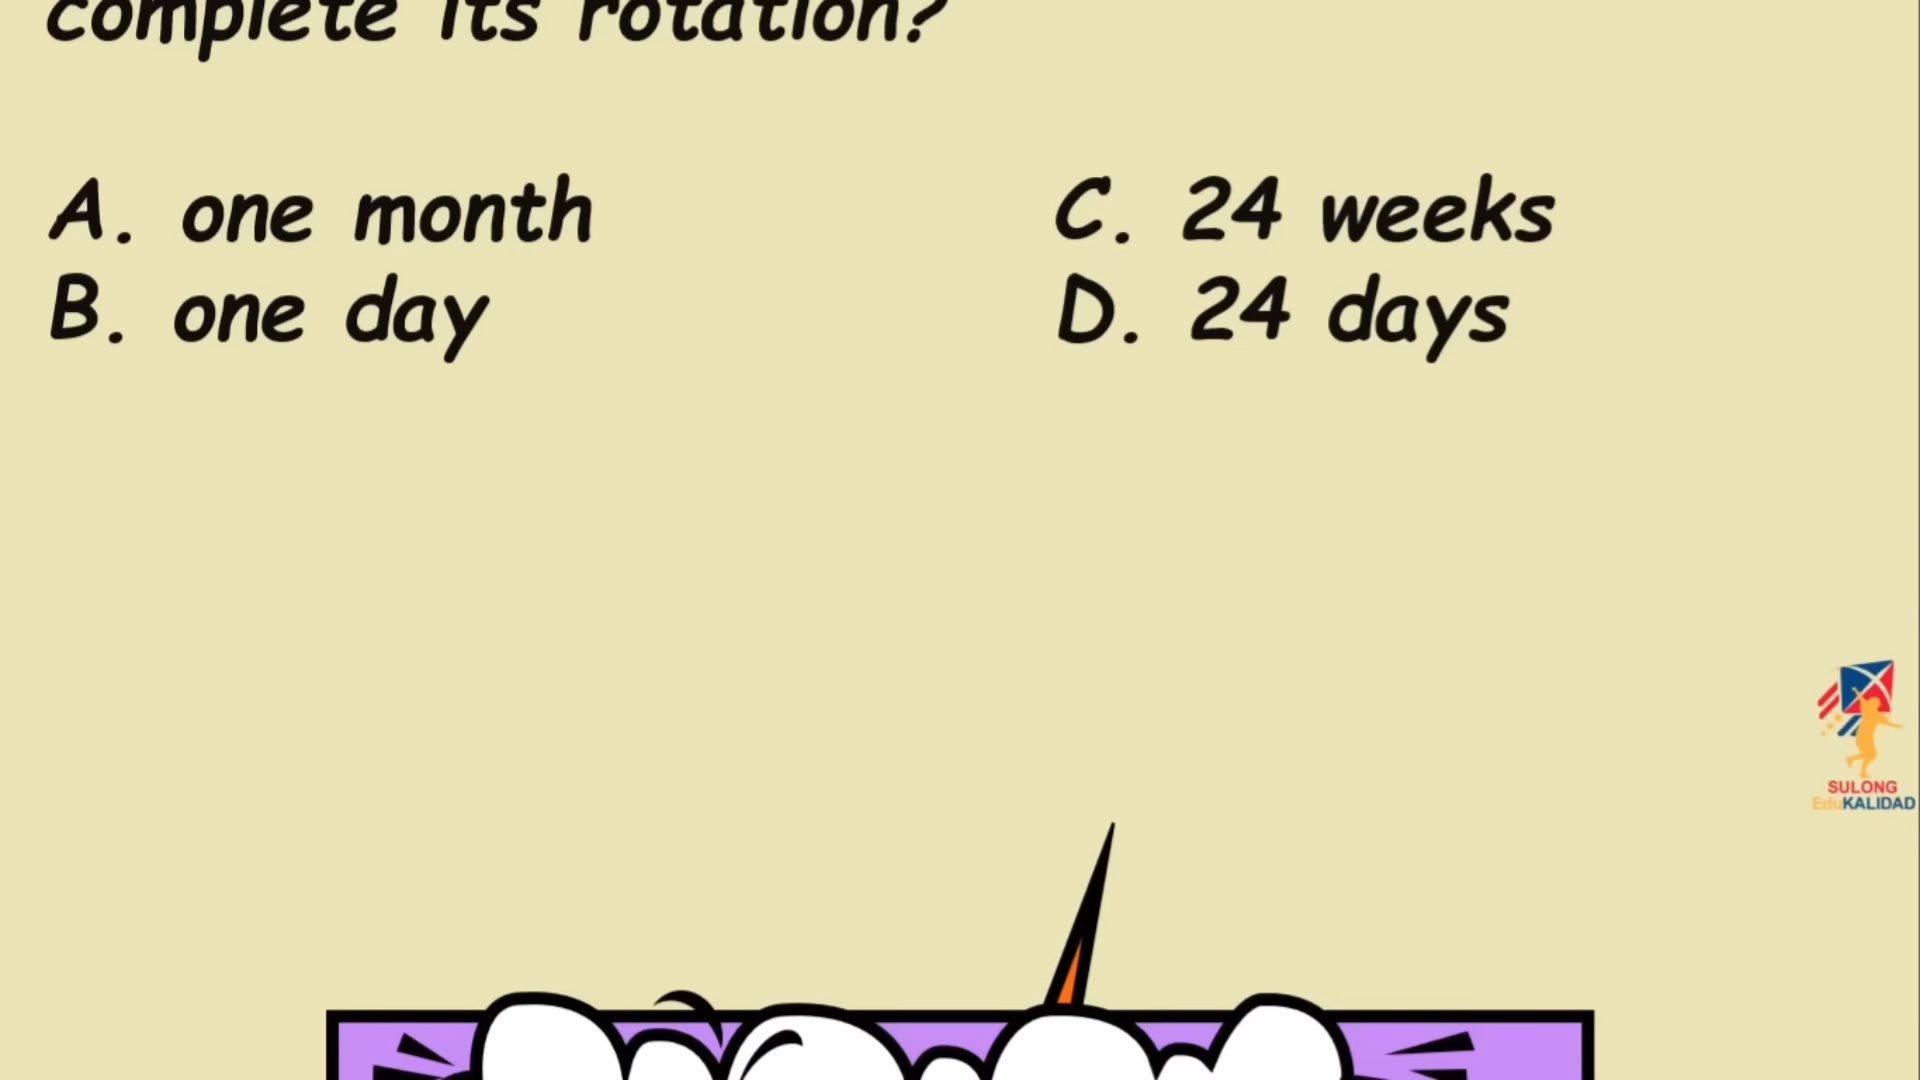 complete its rotation?
A. one month
B. one day
C. 24 weeks
D. 24 days
SULONG
EduKALIDAD